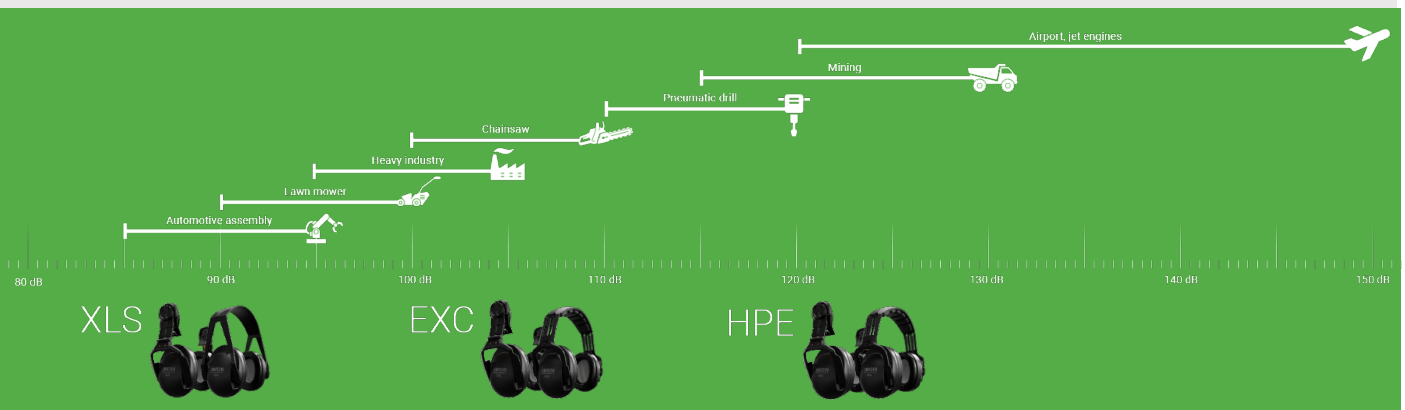 Airport, jet engines
Mining
Pneumatic drill
Chainsaw
Heavy industry
Lawn mower
Automotive assembly
80 dB
90 dB
100 dB
110 dB
120 dB
130 dB
140 dB
150 dB
XLS
EXC
HPE